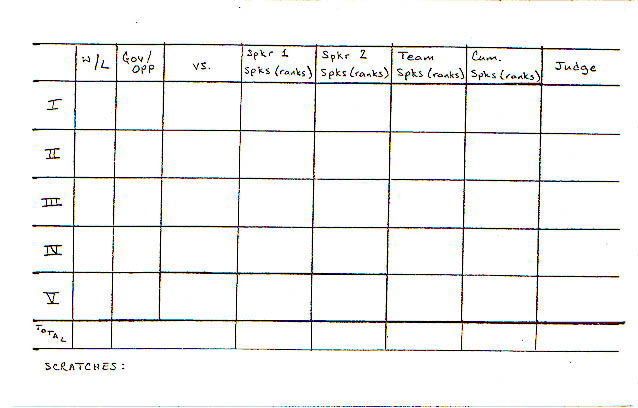 W/L Gov/OPP vs. Spkr 1 Spks (ranks) Spkr 2 Spks (ranks) Team Spks (ranks) Cum. Spks (ranks) Judge
I
II
III
IV
V
TOTAL
SCRATCHES: